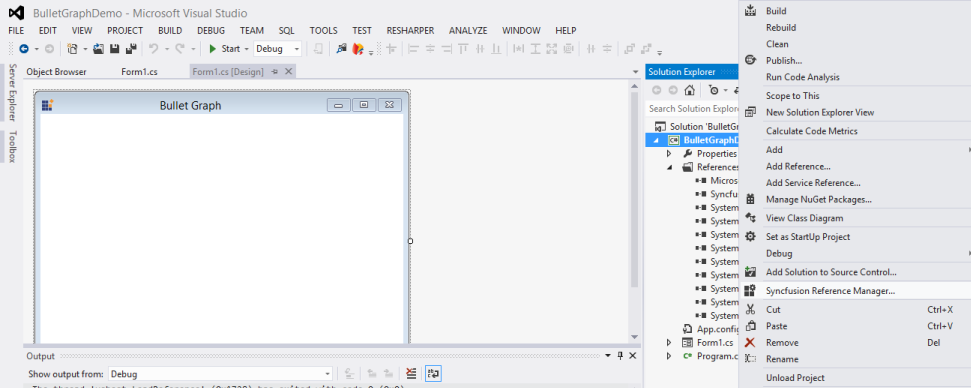 BulletGraphDemo - Microsoft Visual Studio
FILE EDIT VIEW PROJECT BUILD DEBUG TEAM SQL TOOLS TEST RESHARPER ANALYZE WINDOW HELP
Start Debug
Server Explorer
Toolbox
Object Browser Form1.cs Form1.cs [Design]
Bullet Graph
Output
Show output from: Debug
Solution Explorer
Search Solution Explore
Solution 'BulletGr
BulletGraphD
Properties
References
Micros
Syncfu
System
System
System
System
System
System
System
System
System
App.config
Form1.cs
Program.c
Build
Rebuild
Clean
Publish...
Run Code Analysis
Scope to This
New Solution Explorer View
Calculate Code Metrics
Add
Add Reference...
Add Service Reference...
Manage NuGet Packages...
View Class Diagram
Set as StartUp Project
Debug
Add Solution to Source Control...
Syncfusion Reference Manager...
Cut Ctrl+X
Paste Ctrl+V
Remove Del
Rename
Unload Project